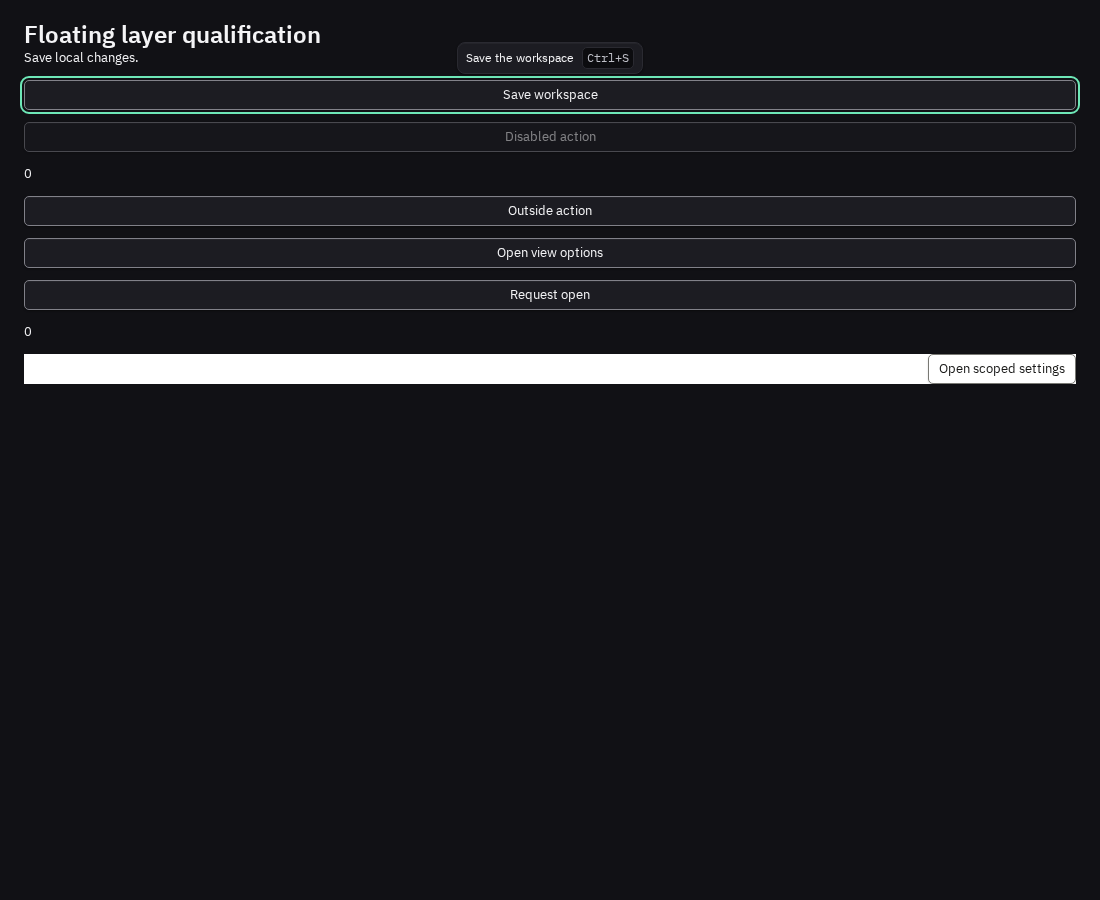 Floating layer qualification
Save local changes.
Save the workspace Ctrl+S
Save workspace
Disabled action
0
Outside action
Open view options
Request open
0
Open scoped settings